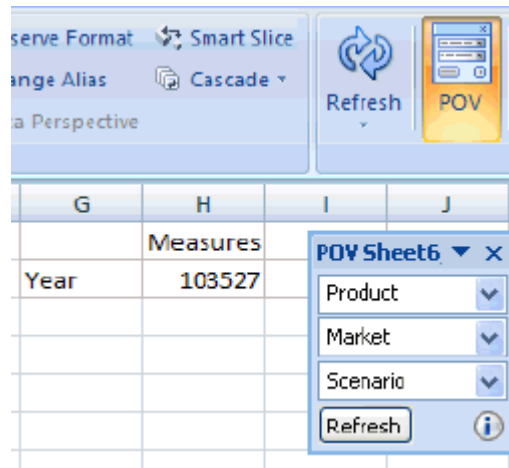 serve Format Smart Slice
ange Alias Cascade
a Perspective
Refresh POV
G H I J
Measures
Year 103527
POV Sheet6
Product
Market
Scenario
Refresh